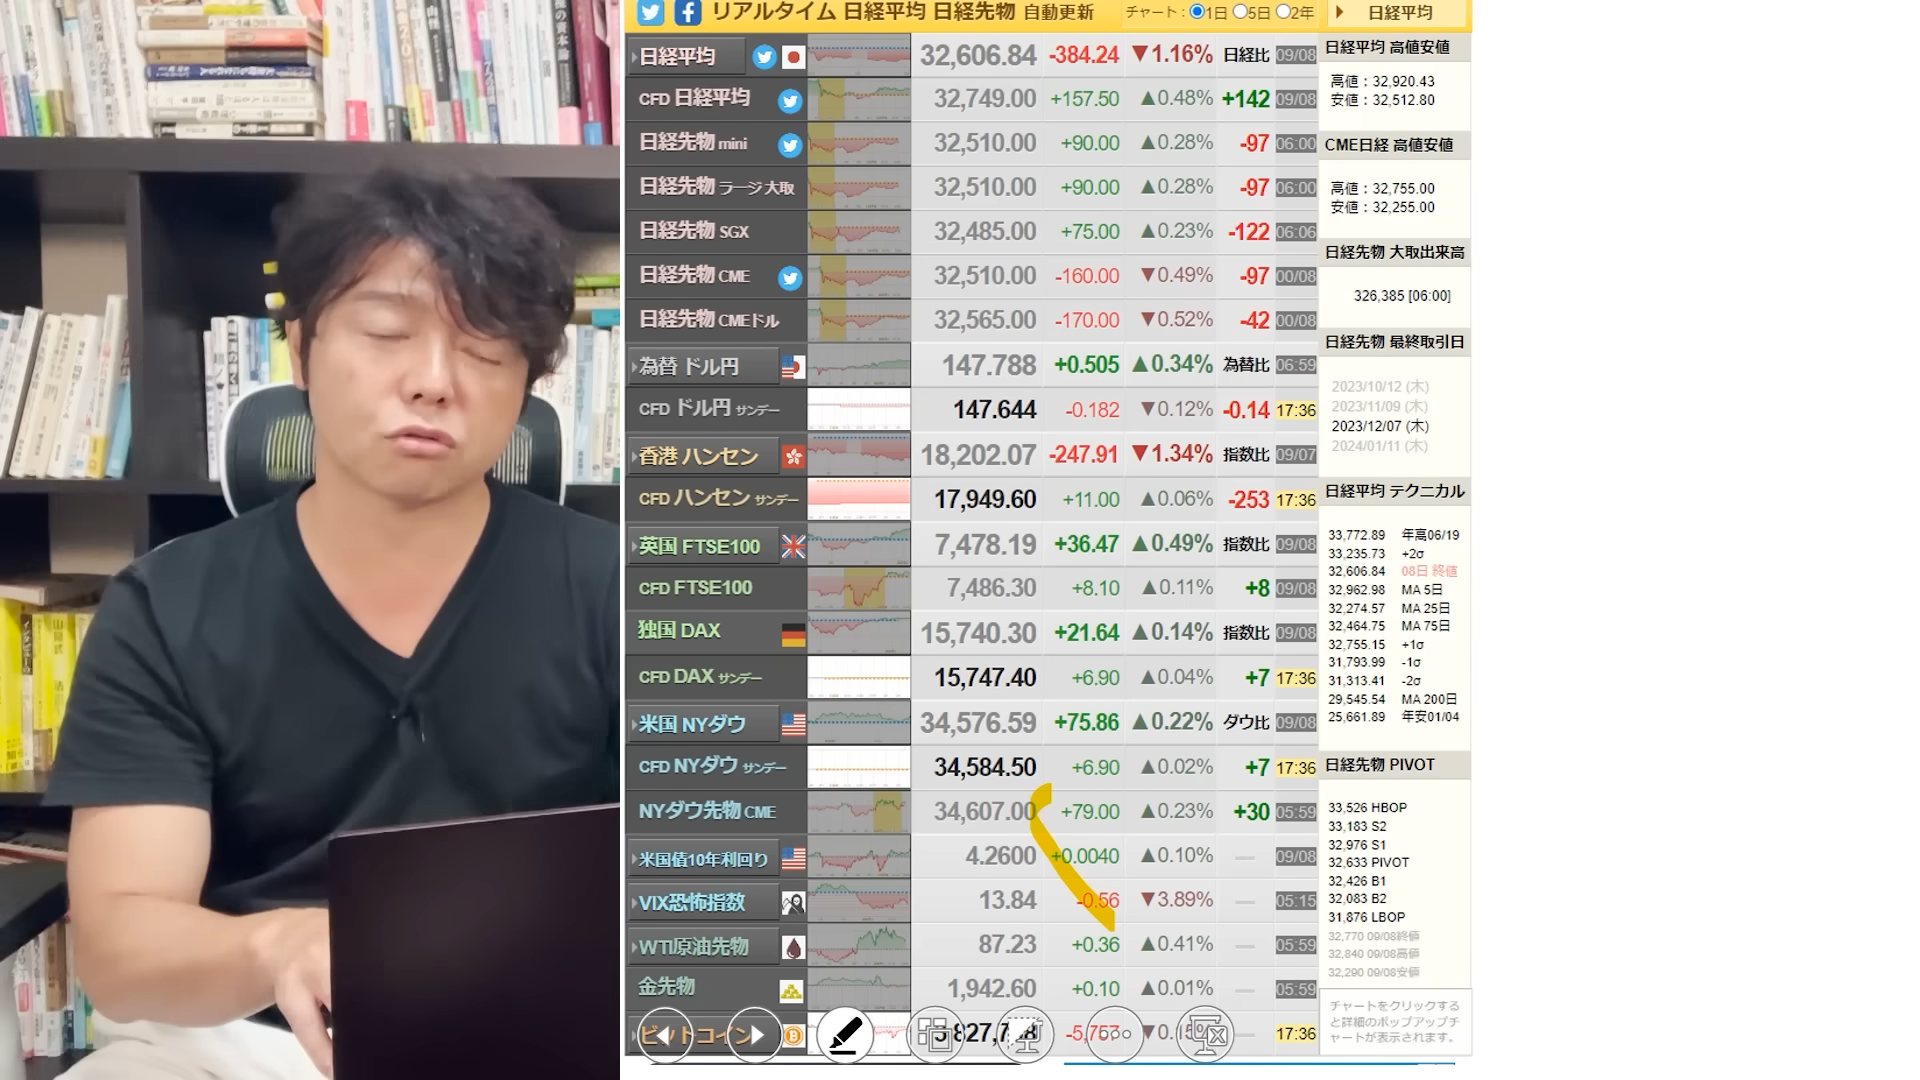 リアルタイム 日経平均 日経先物 自動更新 チャート: 1日 5日 2年 日経平均
日経平均 32,606.84 -384.24 ▼1.16% 日経比 09/08
CFD 日経平均 32,749.00 +157.50 ▲0.48% +142 09/08
日経先物 mini 32,510.00 +90.00 ▲0.28% -97 06:00
日経先物 ラージ 大取 32,510.00 +90.00 ▲0.28% -97 06:00
日経先物 SGX 32,485.00 +75.00 ▲0.23% -122 06:06
日経先物 CME 32,510.00 -160.00 ▼0.49% -97 00/08
日経先物 CMEドル 32,565.00 -170.00 ▼0.52% -42 00/08
為替 ドル円 147.788 +0.505 ▲0.34% 為替比 06:59
CFD ドル円 サンデー 147.644 -0.182 ▼0.12% -0.14 17:36
香港 ハンセン 18,202.07 -247.91 ▼1.34% 指数比 09/07
CFD ハンセン サンデー 17,949.60 +11.00 ▲0.06% -253 17:36
英国 FTSE100 7,478.19 +36.47 ▲0.49% 指数比 09/08
CFD FTSE100 7,486.30 +8.10 ▲0.11% +8 09/08
独国 DAX 15,740.30 +21.64 ▲0.14% 指数比 09/08
CFD DAX サンデー 15,747.40 +6.90 ▲0.04% +7 17:36
米国 NYダウ 34,576.59 +75.86 ▲0.22% ダウ比 09/08
CFD NYダウ サンデー 34,584.50 +6.90 ▲0.02% +7 17:36
NYダウ先物 CME 34,607.00 +79.00 ▲0.23% +30 05:59
米国債10年利回り 4.2600 +0.0040 ▲0.10% — 09/08
VIX恐怖指数 13.84 -0.56 ▼3.89% — 05:15
WTI原油先物 87.23 +0.36 ▲0.41% — 05:59
金先物 1,942.60 +0.10 ▲0.01% — 05:59
ビットコイン — 17:36
日経平均 高値安値
高値：32,920.43
安値：32,512.80
CME日経 高値安値
高値：32,755.00
安値：32,255.00
日経先物 大取出来高
326,385 [06:00]
日経先物 最終取引日
2023/10/12 (木)
2023/11/09 (木)
2023/12/07 (木)
2024/01/11 (木)
日経平均 テクニカル
33,772.89 年高06/19
33,235.73 +2σ
32,606.84 08日 終値
32,962.98 MA 5日
32,274.57 MA 25日
32,464.75 MA 75日
32,755.15 +1σ
31,793.99 -1σ
31,313.41 -2σ
29,545.54 MA 200日
25,661.89 年安01/04
日経先物 PIVOT
33,526 HBOP
33,183 S2
32,976 S1
32,633 PIVOT
32,426 B1
32,083 B2
31,876 LBOP
32,770 09/08終値
32,840 09/08高値
32,290 09/08安値
チャートをクリックする
と詳細のポップアップチ
ャートが表示されます。